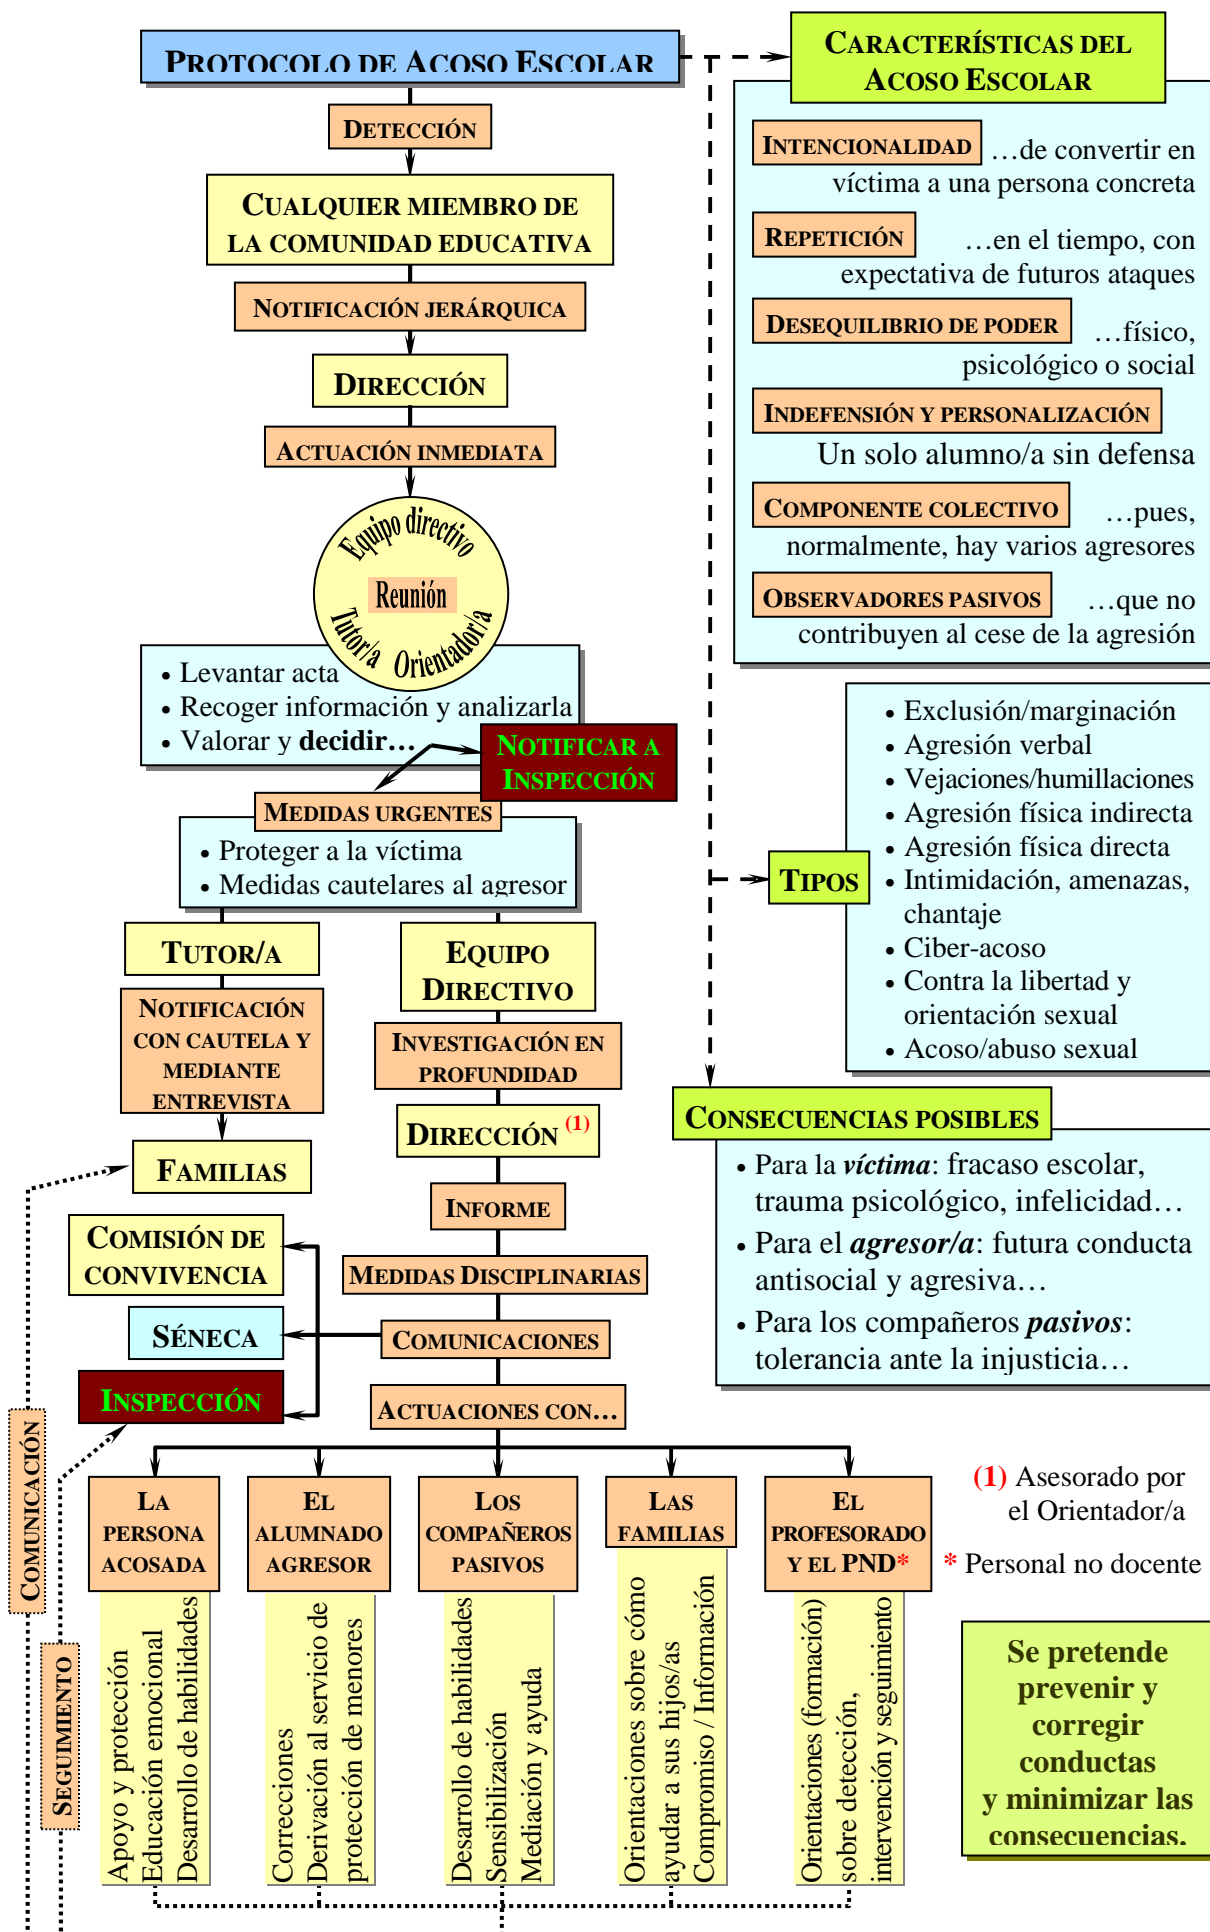 PROTOCOLO DE ACOSO ESCOLAR
DETECCIÓN
CUALQUIER MIEMBRO DE
LA COMUNIDAD EDUCATIVA
NOTIFICACIÓN JERÁRQUICA
DIRECCIÓN
ACTUACIÓN INMEDIATA
Equipo directivo
Reunión
Tutor/a Orientador/a
• Levantar acta
• Recoger información y analizarla
• Valorar y decidir…
NOTIFICAR A
INSPECCIÓN
MEDIDAS URGENTES
• Proteger a la víctima
• Medidas cautelares al agresor
TUTOR/A
NOTIFICACIÓN
CON CAUTELA Y
MEDIANTE
ENTREVISTA
FAMILIAS
EQUIPO
DIRECTIVO
INVESTIGACIÓN EN
PROFUNDIDAD
DIRECCIÓN (1)
INFORME
MEDIDAS DISCIPLINARIAS
COMUNICACIONES
COMISIÓN DE
CONVIVENCIA
SÉNECA
INSPECCIÓN
ACTUACIONES CON…
LA
PERSONA
ACOSADA
Apoyo y protección
Educación emocional
Desarrollo de habilidades
EL
ALUMNADO
AGRESOR
Correcciones
Derivación al servicio de
protección de menores
LOS
COMPAÑEROS
PASIVOS
Desarrollo de habilidades
Sensibilización
Mediación y ayuda
LAS
FAMILIAS
Orientaciones sobre cómo
ayudar a sus hijos/as
Compromiso / Información
EL
PROFESORADO
Y EL PND*
Orientaciones (formación)
sobre detección,
intervención y seguimiento
COMUNICACIÓN
SEGUIMIENTO
CARACTERÍSTICAS DEL
ACOSO ESCOLAR
INTENCIONALIDAD …de convertir en
víctima a una persona concreta
REPETICIÓN …en el tiempo, con
expectativa de futuros ataques
DESEQUILIBRIO DE PODER …físico,
psicológico o social
INDEFENSIÓN Y PERSONALIZACIÓN
Un solo alumno/a sin defensa
COMPONENTE COLECTIVO …pues,
normalmente, hay varios agresores
OBSERVADORES PASIVOS …que no
contribuyen al cese de la agresión
TIPOS
• Exclusión/marginación
• Agresión verbal
• Vejaciones/humillaciones
• Agresión física indirecta
• Agresión física directa
• Intimidación, amenazas,
chantaje
• Ciber-acoso
• Contra la libertad y
orientación sexual
• Acoso/abuso sexual
CONSECUENCIAS POSIBLES
• Para la víctima: fracaso escolar,
trauma psicológico, infelicidad…
• Para el agresor/a: futura conducta
antisocial y agresiva…
• Para los compañeros pasivos:
tolerancia ante la injusticia…
(1) Asesorado por
el Orientador/a
* Personal no docente
Se pretende
prevenir y
corregir
conductas
y minimizar las
consecuencias.